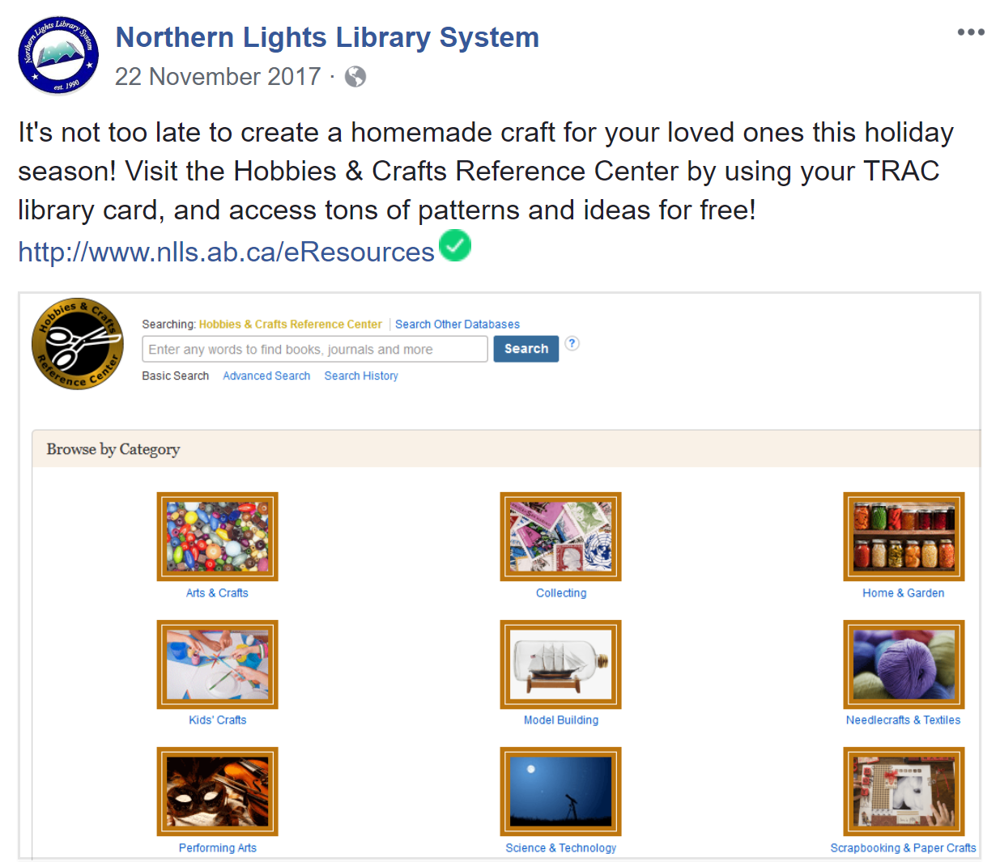 Northern Lights Library System
est. 1990
Northern Lights Library System
22 November 2017 ·
It's not too late to create a homemade craft for your loved ones this holiday
season! Visit the Hobbies & Crafts Reference Center by using your TRAC
library card, and access tons of patterns and ideas for free!
http://www.nlls.ab.ca/eResources
Hobbies & Crafts
Reference Center
Searching: Hobbies & Crafts Reference Center | Search Other Databases
Enter any words to find books, journals and more
Search
?
Basic Search Advanced Search Search History
Browse by Category
Arts & Crafts Collecting Home & Garden
Kids' Crafts Model Building Needlecrafts & Textiles
Performing Arts Science & Technology Scrapbooking & Paper Crafts